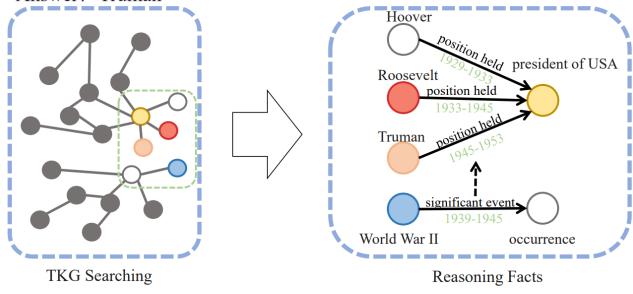 Hoover
position held
1929-1933
president of USA
Roosevelt
position held
1933-1945
Truman
position held
1945-1953
significant event
1939-1945
World War II
occurrence
TKG Searching
Reasoning Facts